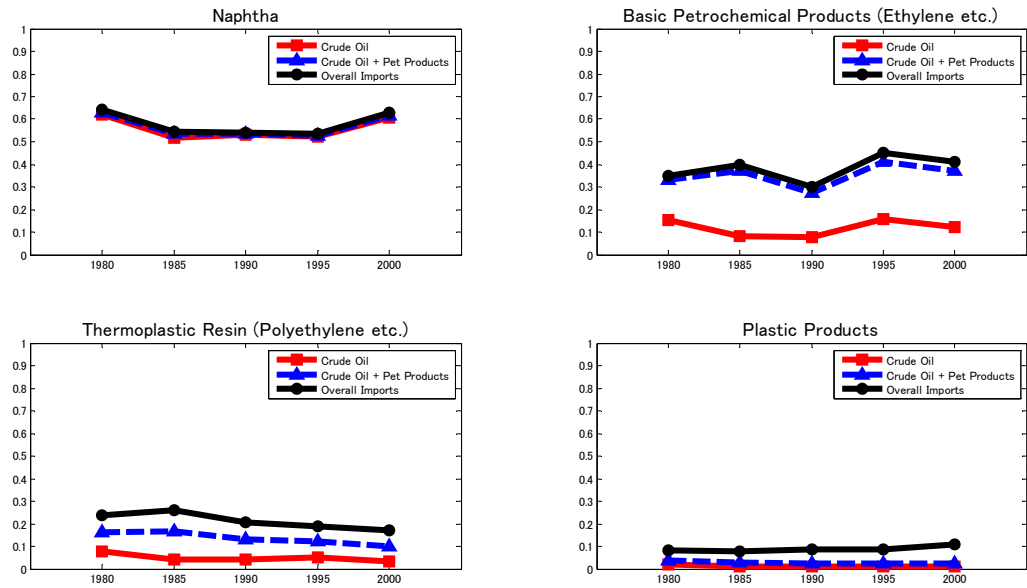 Naphtha
1
0.9
0.8
0.7
0.6
0.5
0.4
0.3
0.2
0.1
0
1980 1985 1990 1995 2000
Crude Oil
Crude Oil + Pet Products
Overall Imports
Basic Petrochemical Products (Ethylene etc.)
1
0.9
0.8
0.7
0.6
0.5
0.4
0.3
0.2
0.1
0
1980 1985 1990 1995 2000
Crude Oil
Crude Oil + Pet Products
Overall Imports
Thermoplastic Resin (Polyethylene etc.)
1
0.9
0.8
0.7
0.6
0.5
0.4
0.3
0.2
0.1
0
1980 1985 1990 1995 2000
Crude Oil
Crude Oil + Pet Products
Overall Imports
Plastic Products
1
0.9
0.8
0.7
0.6
0.5
0.4
0.3
0.2
0.1
0
1980 1985 1990 1995 2000
Crude Oil
Crude Oil + Pet Products
Overall Imports